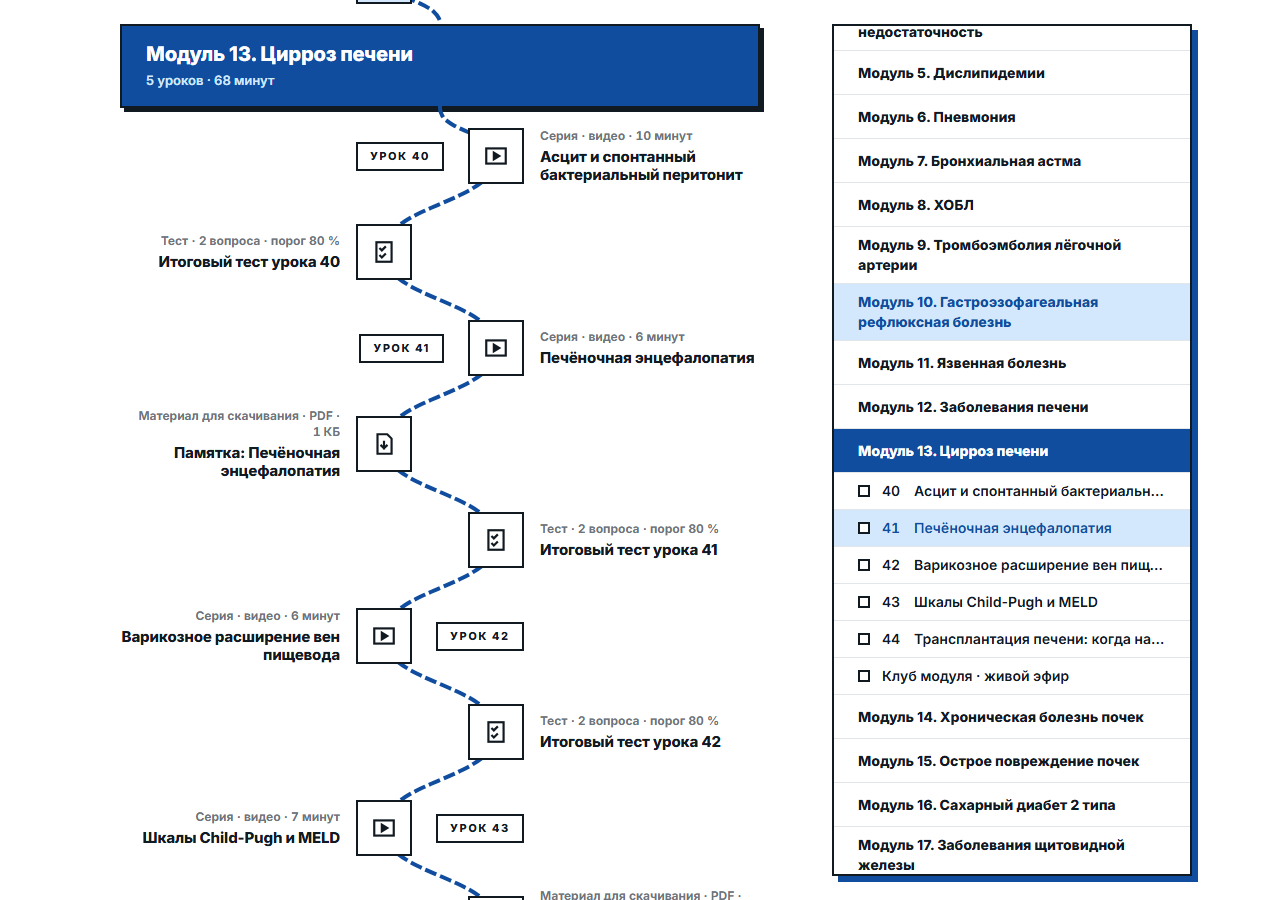 Модуль 13. Цирроз печени
5 уроков · 68 минут
УРОК 40
Серия · видео · 10 минут
Асцит и спонтанный
бактериальный перитонит
Тест · 2 вопроса · порог 80 %
Итоговый тест урока 40
УРОК 41
Серия · видео · 6 минут
Печёночная энцефалопатия
Материал для скачивания · PDF ·
1 КБ
Памятка: Печёночная
энцефалопатия
Тест · 2 вопроса · порог 80 %
Итоговый тест урока 41
Серия · видео · 6 минут
Варикозное расширение вен
пищевода
УРОК 42
Тест · 2 вопроса · порог 80 %
Итоговый тест урока 42
Серия · видео · 7 минут
Шкалы Child-Pugh и MELD
УРОК 43
Материал для скачивания · PDF ·
недостаточность
Модуль 5. Дислипидемии
Модуль 6. Пневмония
Модуль 7. Бронхиальная астма
Модуль 8. ХОБЛ
Модуль 9. Тромбоэмболия лёгочной
артерии
Модуль 10. Гастроэзофагеальная
рефлюксная болезнь
Модуль 11. Язвенная болезнь
Модуль 12. Заболевания печени
Модуль 13. Цирроз печени
40 Асцит и спонтанный бактериальн...
41 Печёночная энцефалопатия
42 Варикозное расширение вен пищ...
43 Шкалы Child-Pugh и MELD
44 Трансплантация печени: когда на...
Клуб модуля · живой эфир
Модуль 14. Хроническая болезнь почек
Модуль 15. Острое повреждение почек
Модуль 16. Сахарный диабет 2 типа
Модуль 17. Заболевания щитовидной
железы